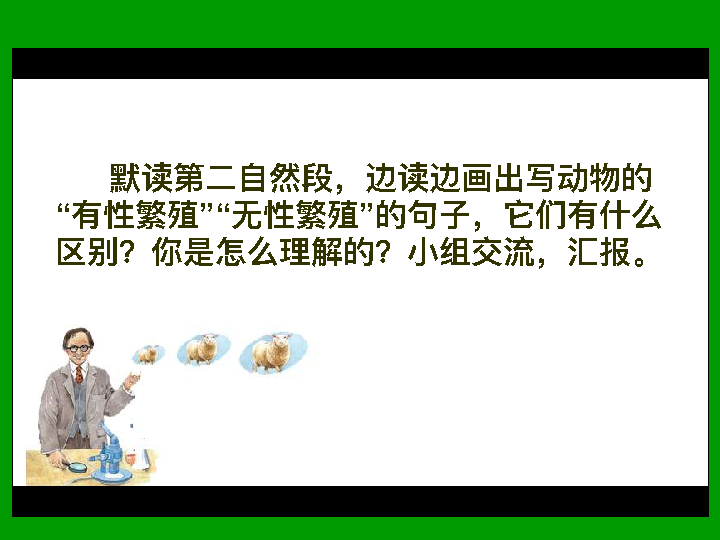 默读第二自然段，边读边画出写动物的
“有性繁殖”“无性繁殖”的句子，它们有什么
区别？你是怎么理解的？小组交流，汇报。